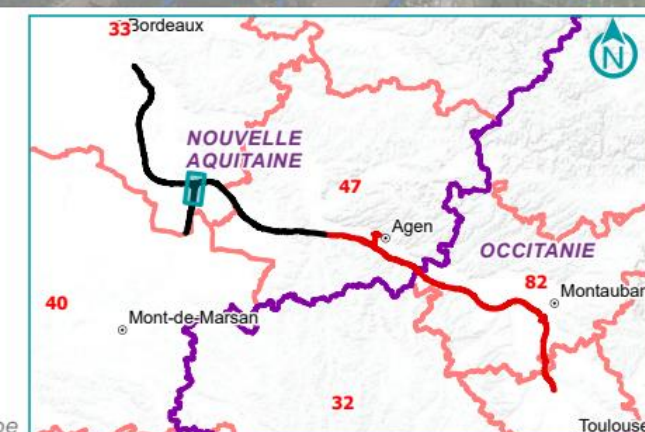 33 Bordeaux
N
NOUVELLE
AQUITAINE
47
Agen
OCCITANIE
82
Montauban
40
Mont-de-Marsan
32
Toulouse